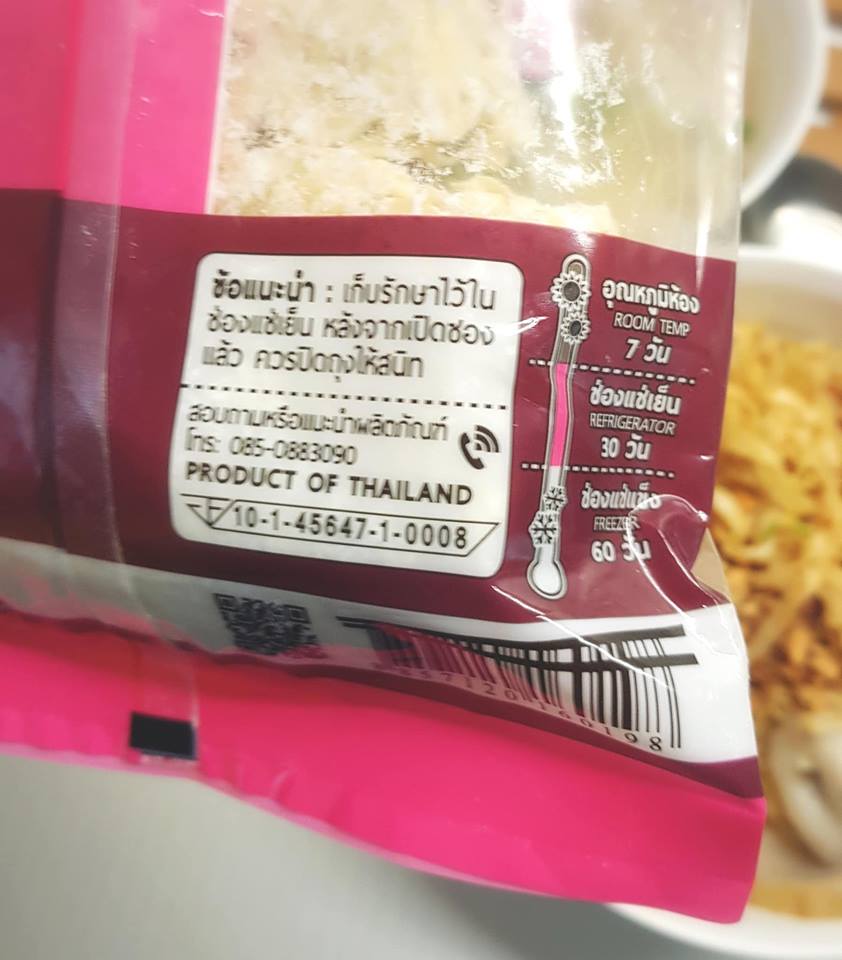 ข้อแนะนำ : เก็บรักษาไว้ใน
ช่องแช่เย็น หลังจากเปิดซอง
แล้ว ควรปิดถุงให้สนิท
สอบถามหรือแนะนำผลิตภัณฑ์
โทร: 085-0883090
PRODUCT OF THAILAND
F/10-1-45647-1-0008
อุณหภูมิห้อง
ROOM TEMP
7 วัน
ช่องแช่เย็น
REFRIGERATOR
30 วัน
ช่องแช่แข็ง
FREEZER
60 วัน
8 857120 160198